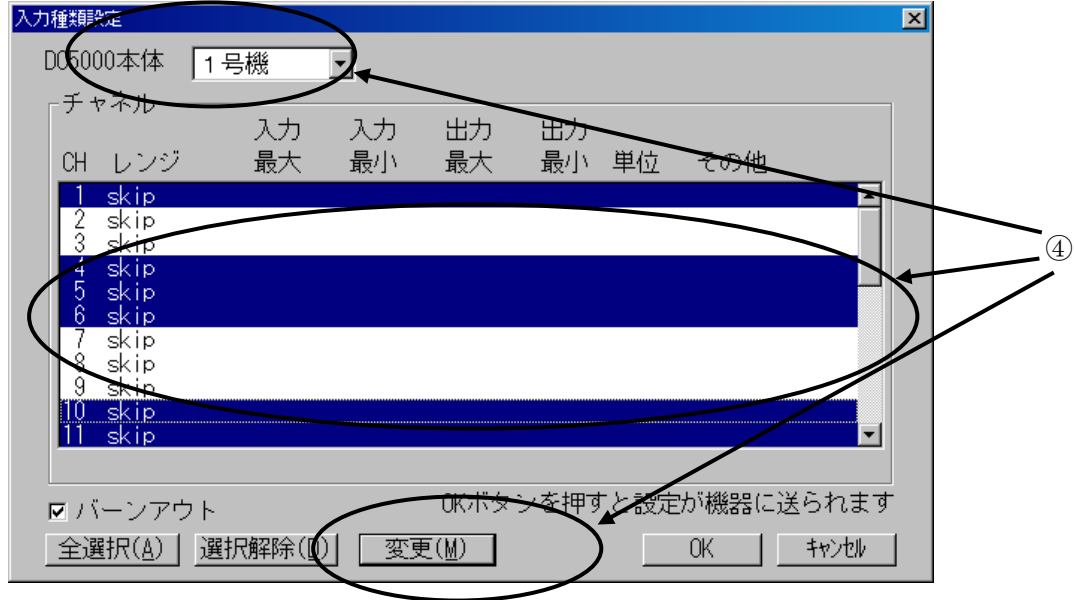 入力種類設定
DC5000本体 1号機
チャネル
入力 入力 出力 出力
CH レンジ 最大 最小 最大 最小 単位 その他
1 skip
2 skip
3 skip
4 skip
5 skip
6 skip
7 skip
8 skip
9 skip
10 skip
11 skip
④
バーンアウト OKボタンを押すと設定が機器に送られます
全選択(A) 選択解除(D) 変更(M) OK キャンセル